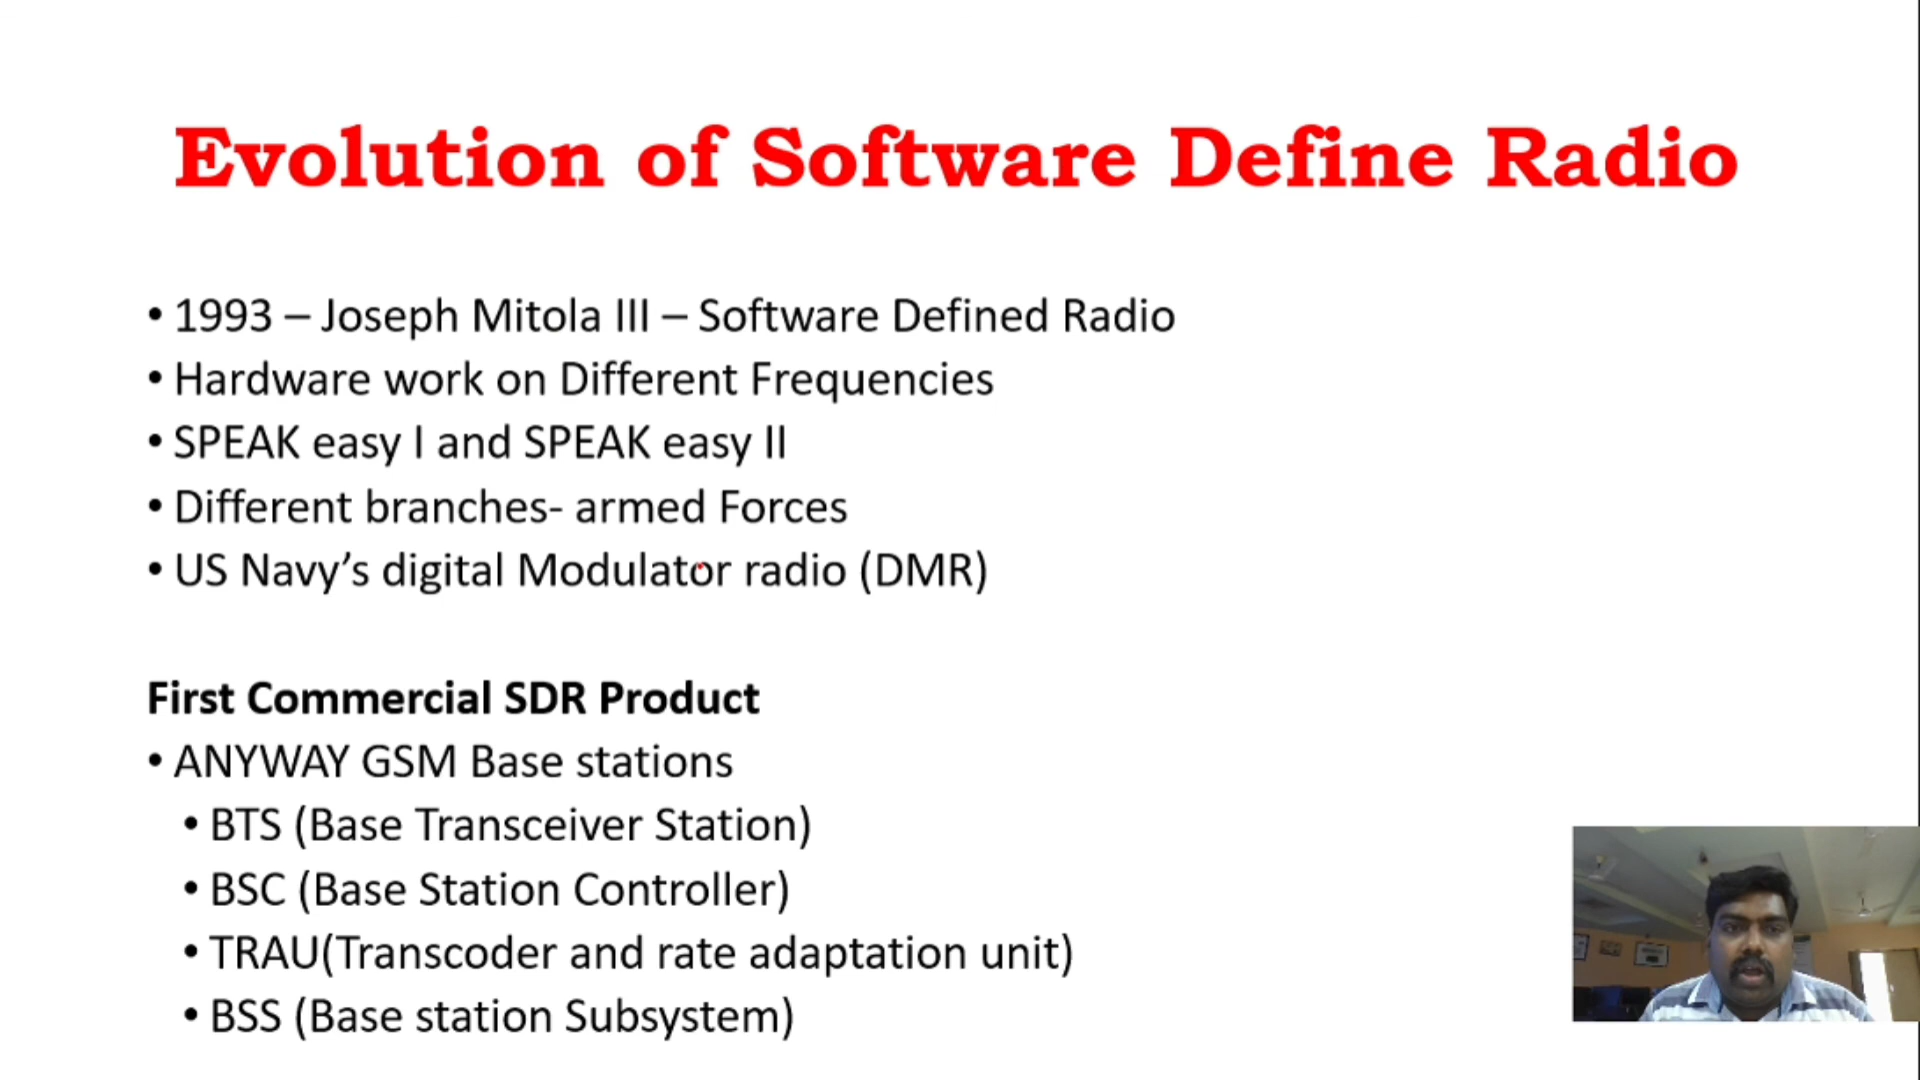 Evolution of Software Define Radio
• 1993 – Joseph Mitola III – Software Defined Radio
• Hardware work on Different Frequencies
• SPEAK easy I and SPEAK easy II
• Different branches- armed Forces
• US Navy’s digital Modulator radio (DMR)
First Commercial SDR Product
• ANYWAY GSM Base stations
• BTS (Base Transceiver Station)
• BSC (Base Station Controller)
• TRAU(Transcoder and rate adaptation unit)
• BSS (Base station Subsystem)